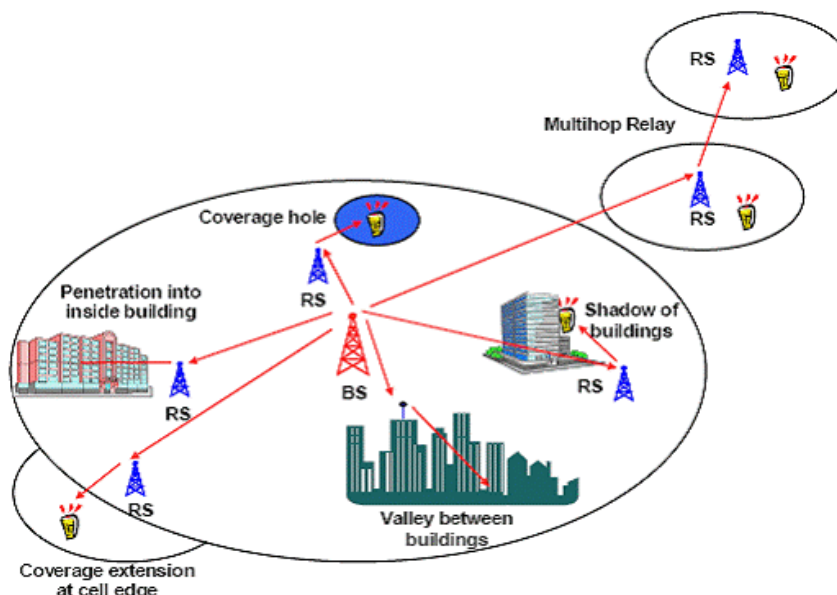 RS
Multihop Relay
RS
Coverage hole
RS
Penetration into
inside building
Shadow of
buildings
RS
BS
RS
RS
Valley between
buildings
Coverage extension
at cell edge